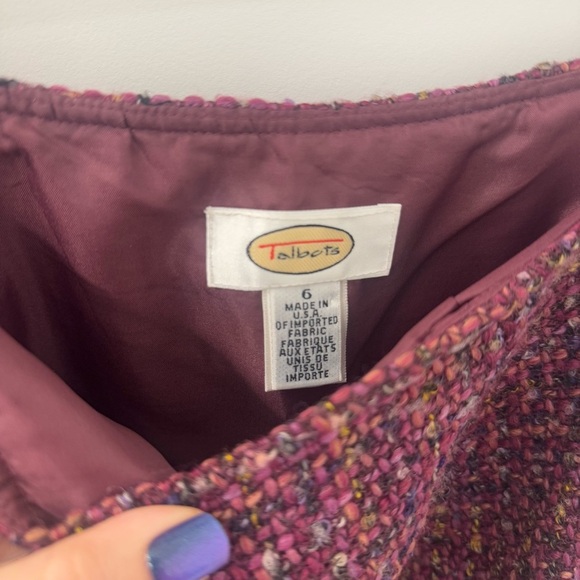 Talbots
6
MADE IN
U.S.A.
OF IMPORTED
FABRIC
FABRIQUE
AUX ETATS
UNIS DE
TISSU
IMPORTE